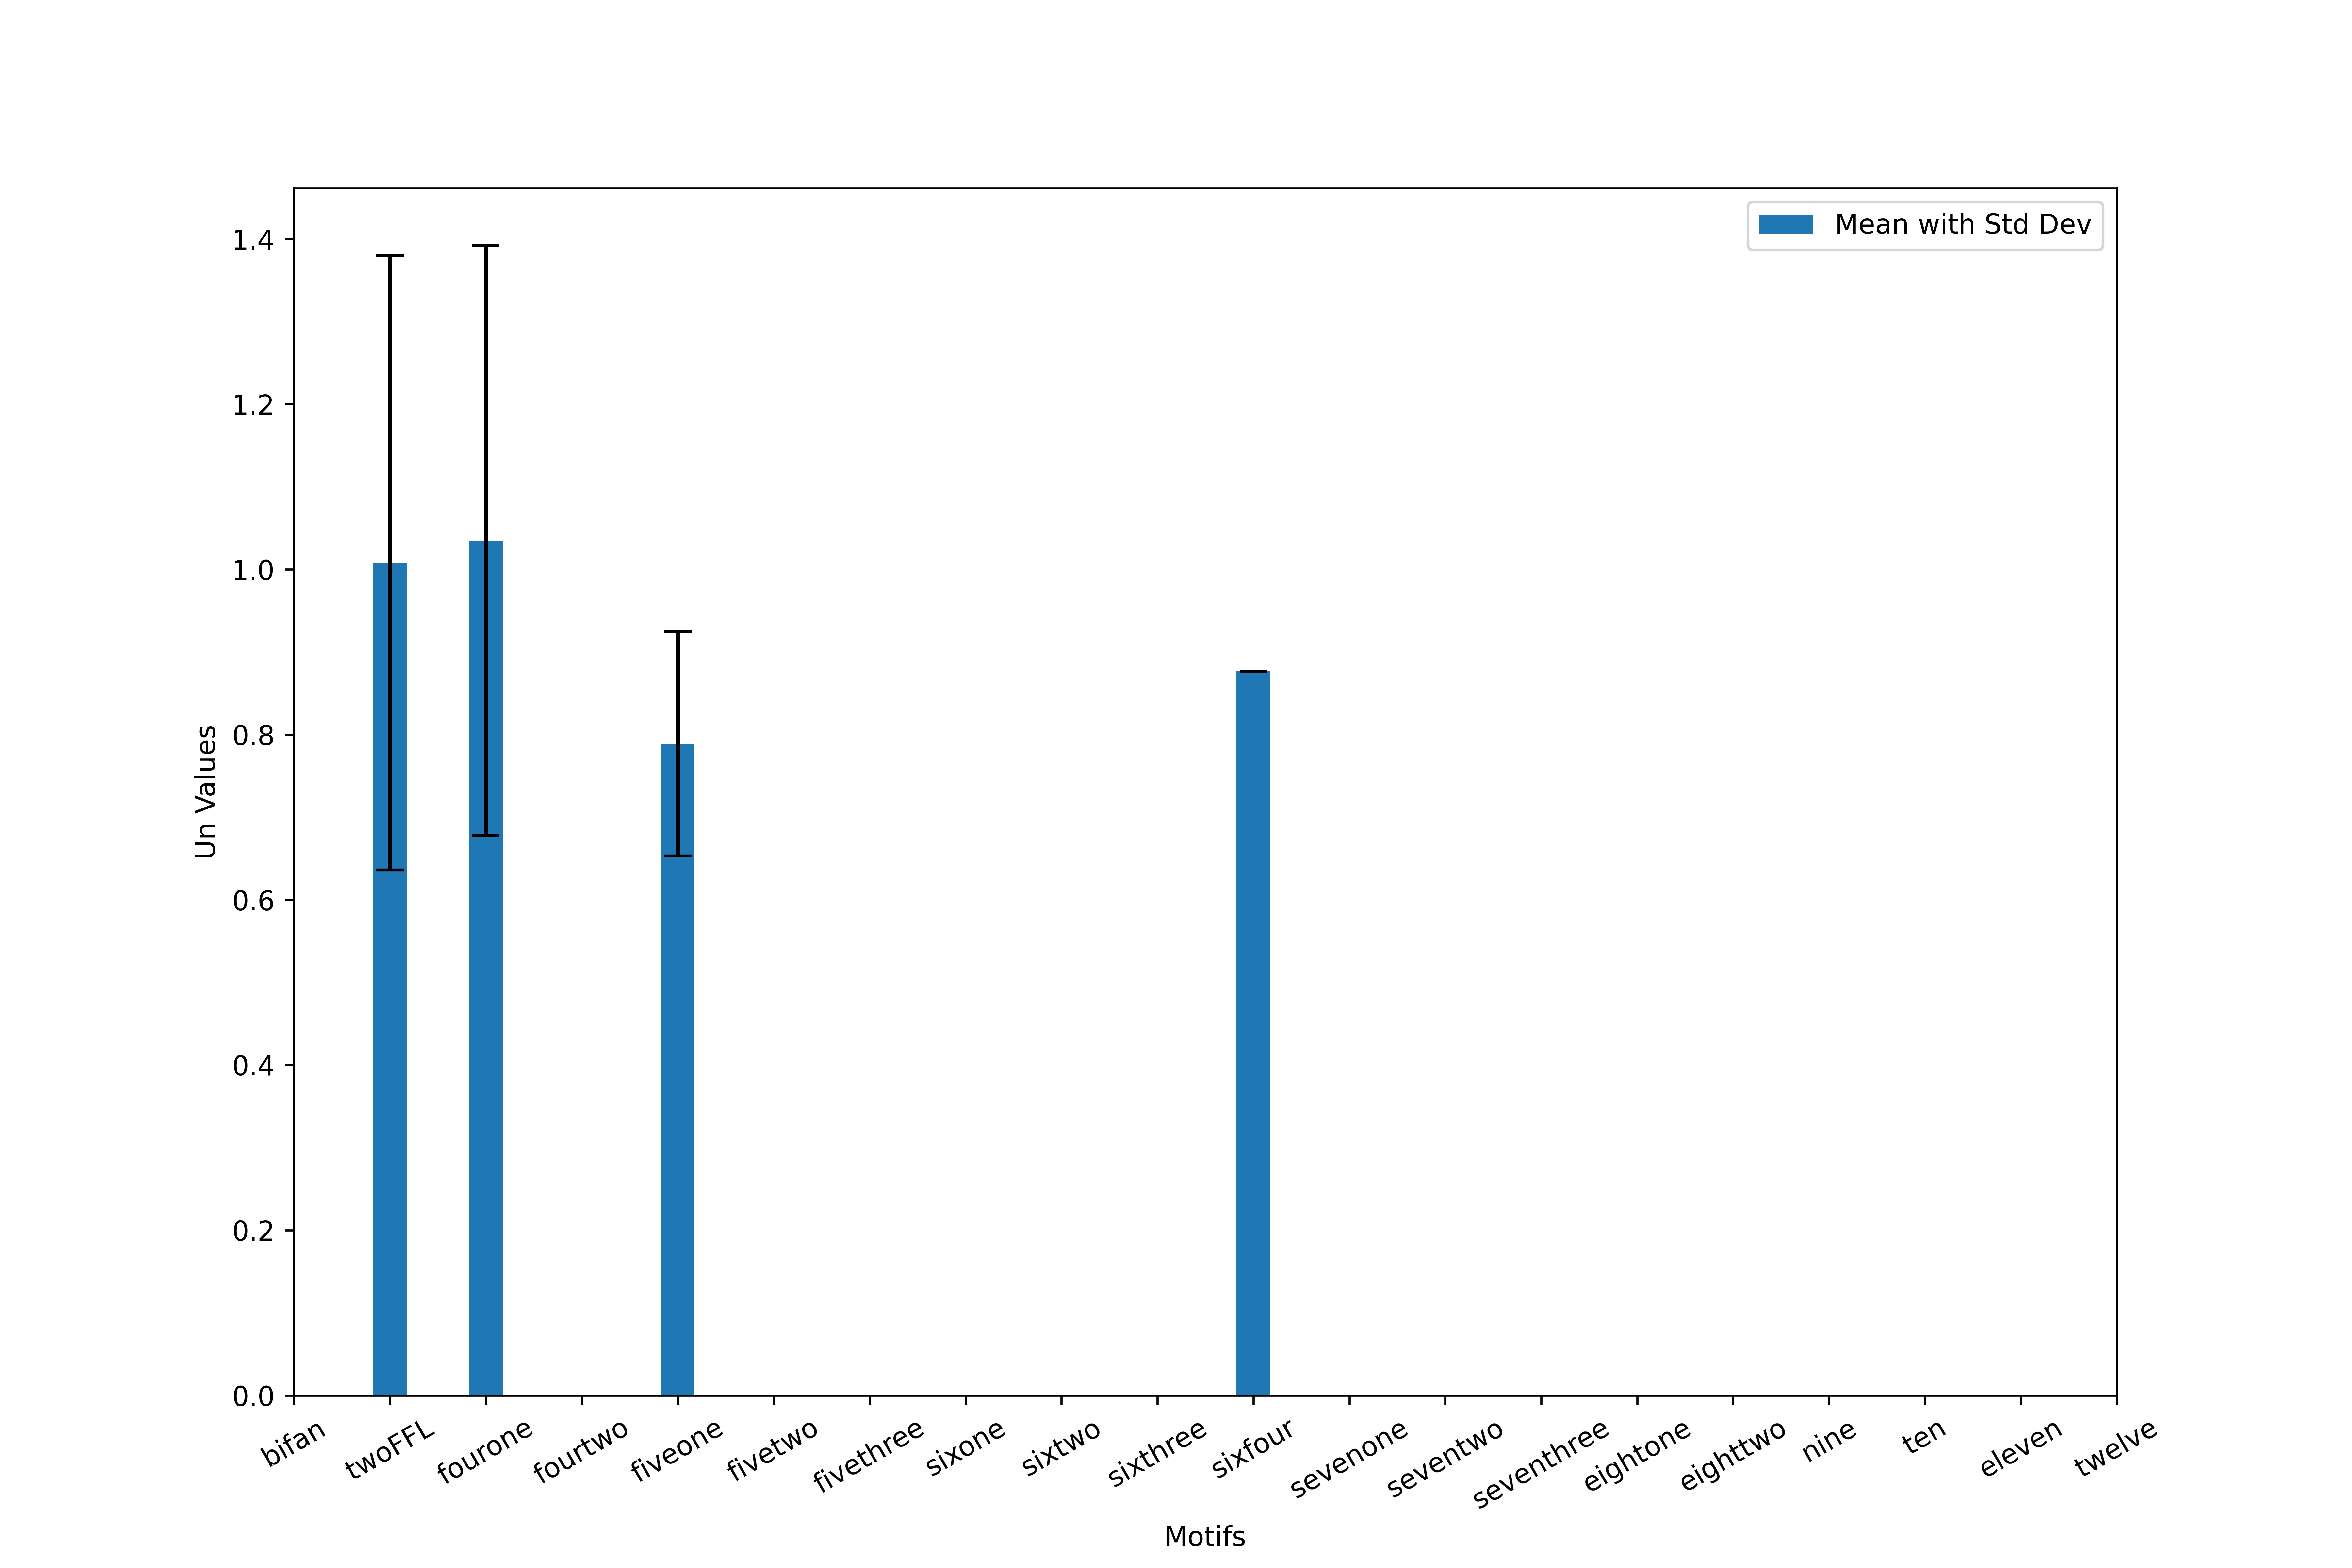 Mean with Std Dev
1.4
1.2
1.0
0.8
0.6
0.4
0.2
0.0
Un Values
bifan twoFFL fourone fourtwo fiveone fivetwo fivethree sixone sixtwo sixthree sixfour sevenone seventwo seventhree eightone eighttwo nine ten eleven twelve
Motifs